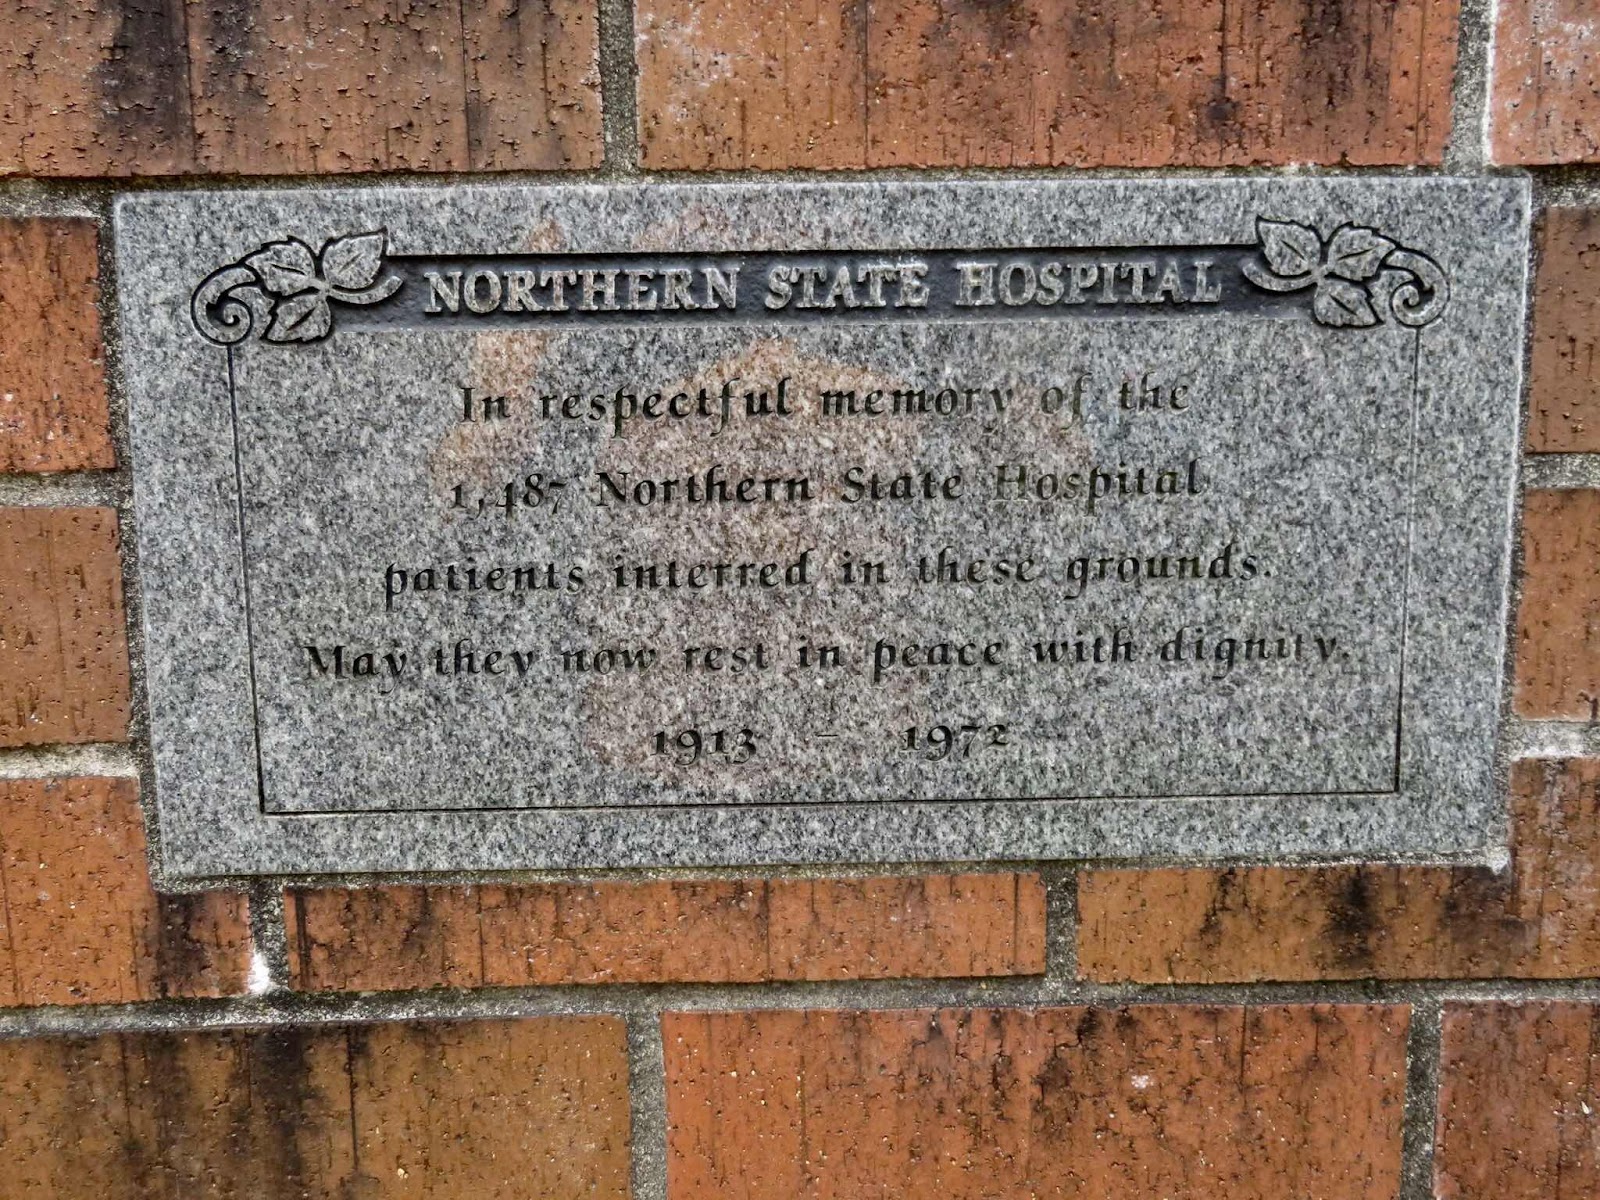 NORTHERN STATE HOSPITAL
In respectful memory of the
1,487 Northern State Hospital
patients interred in these grounds.
May they now rest in peace with dignity.
1913 - 1972